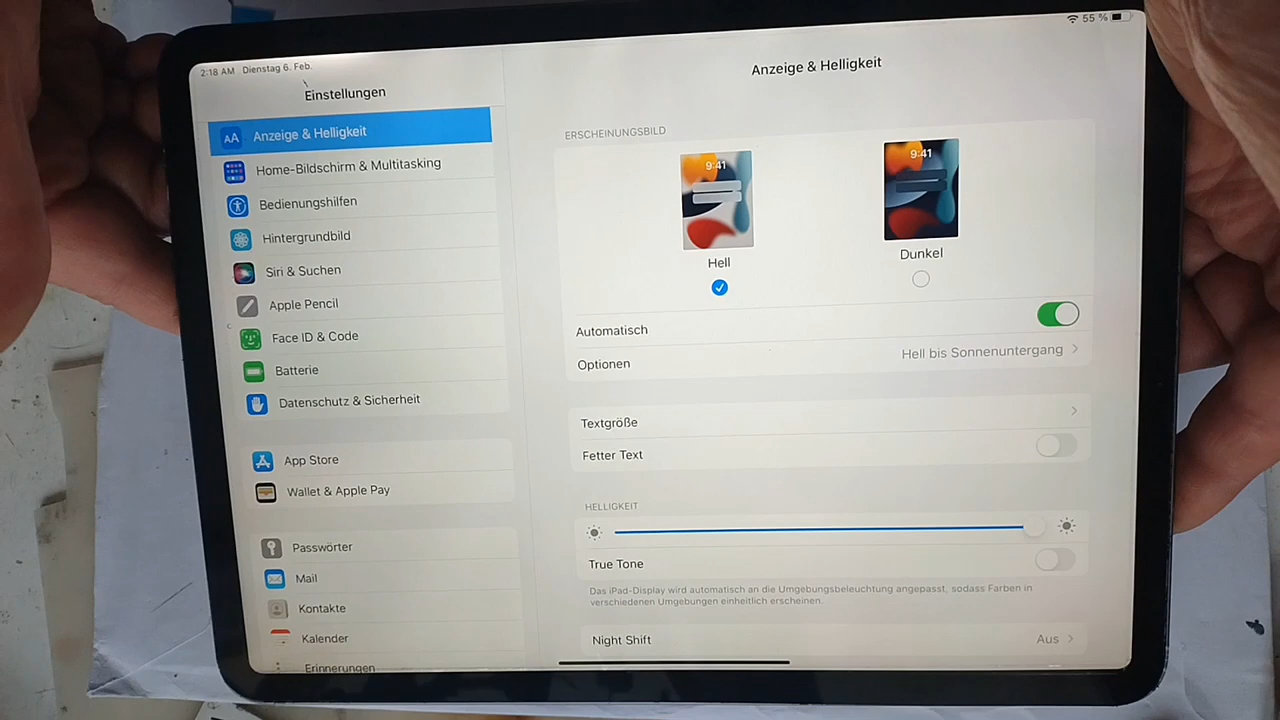 2:18 AM Dienstag 6. Feb.
55 %
Einstellungen
Anzeige & Helligkeit
Home-Bildschirm & Multitasking
Bedienungshilfen
Hintergrundbild
Siri & Suchen
Apple Pencil
Face ID & Code
Batterie
Datenschutz & Sicherheit
App Store
Wallet & Apple Pay
Passwörter
Mail
Kontakte
Kalender
Erinnerungen
Anzeige & Helligkeit
ERSCHEINUNGSBILD
9:41
9:41
Hell
Dunkel
Automatisch
Optionen Hell bis Sonnenuntergang
Textgröße
Fetter Text
HELLIGKEIT
True Tone
Das iPad-Display wird automatisch an die Umgebungsbeleuchtung angepasst, sodass Farben in
verschiedenen Umgebungen einheitlich erscheinen.
Night Shift Aus